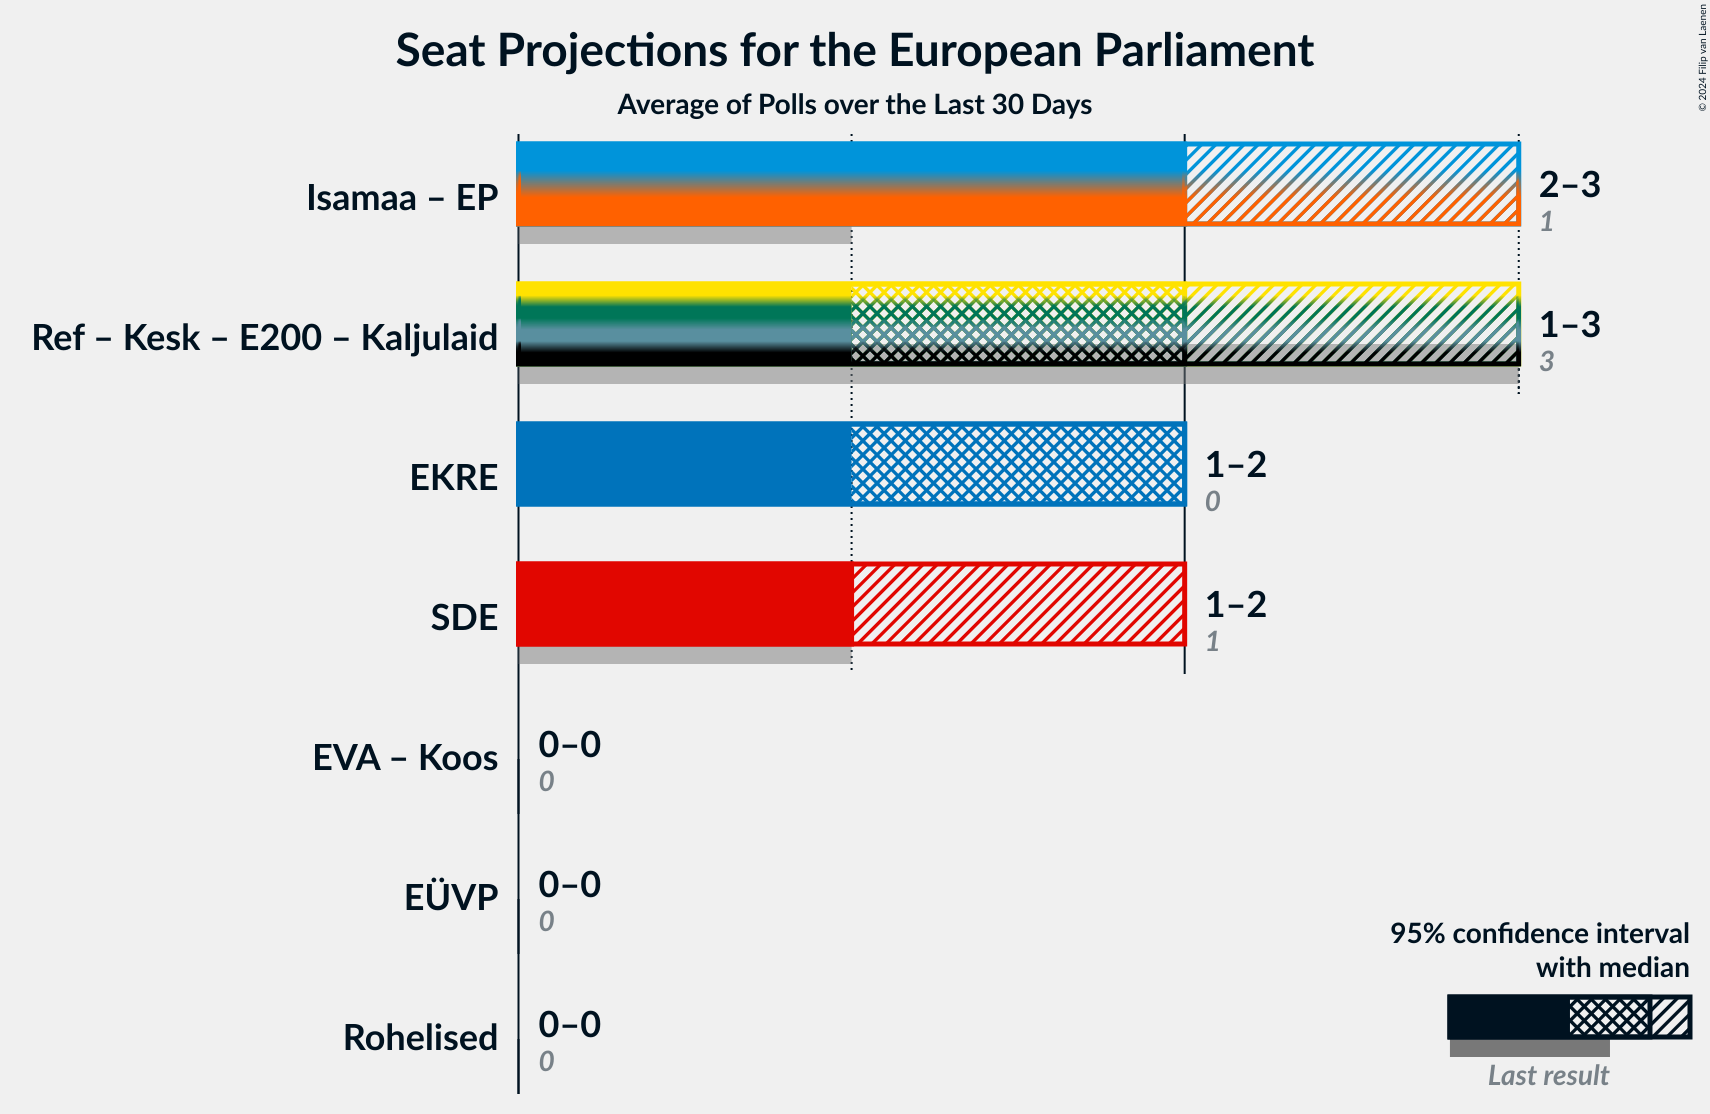 Seat Projections for the European Parliament
Average of Polls over the Last 30 Days
© 2024 Filip van Laenen
Isamaa – EP
2–3
1
Ref – Kesk – E200 – Kaljulaid
1–3
3
EKRE
1–2
0
SDE
1–2
1
EVA – Koos
0–0
0
EÜVP
0–0
0
Rohelised
0–0
0
95% confidence interval
with median
Last result